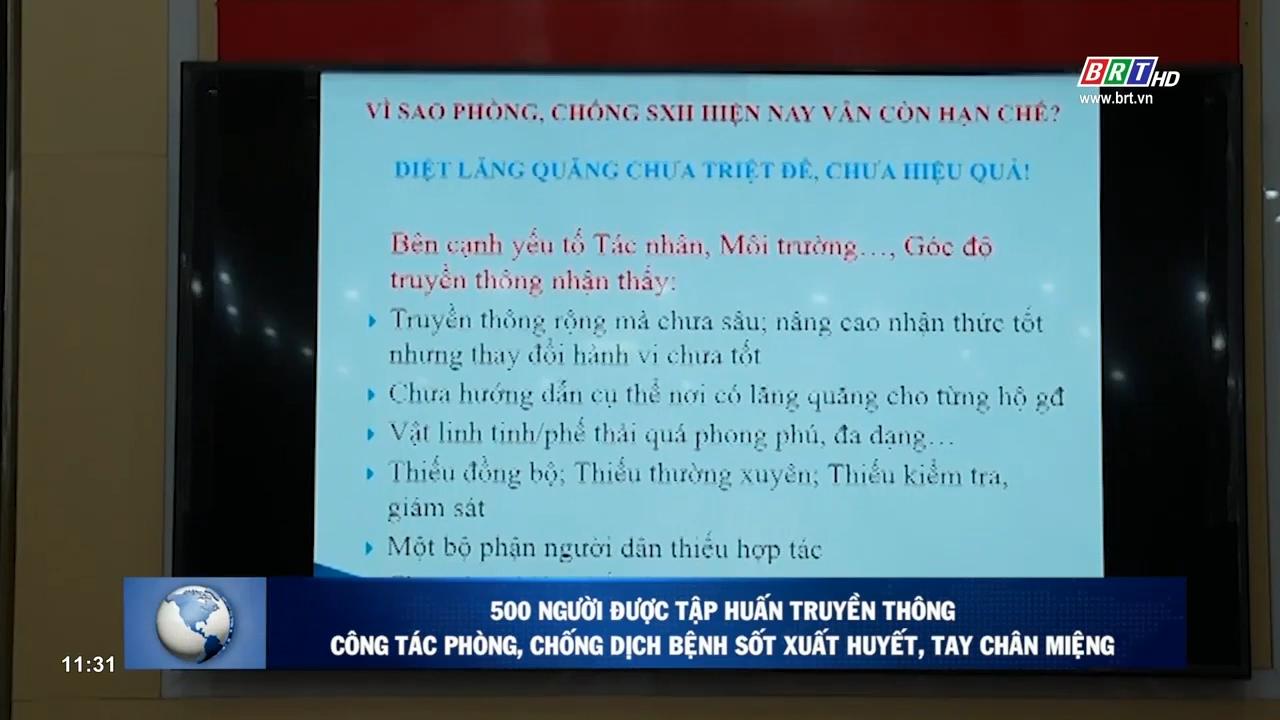 BRT HD
www.brt.vn
VÌ SAO PHÒNG, CHỐNG SXH HIỆN NAY VẪN CÒN HẠN CHẾ?
DIỆT LĂNG QUĂNG CHƯA TRIỆT ĐỂ, CHƯA HIỆU QUẢ!
Bên cạnh yếu tố Tác nhân, Môi trường…, Góc độ
truyền thông nhận thấy:
Truyền thông rộng mà chưa sâu; nâng cao nhận thức tốt
nhưng thay đổi hành vi chưa tốt
Chưa hướng dẫn cụ thể nơi có lăng quăng cho từng hộ gđ
Vật linh tinh/phế thải quá phong phú, đa dạng…
Thiếu đồng bộ; Thiếu thường xuyên; Thiếu kiểm tra,
giám sát
Một bộ phận người dân thiếu hợp tác
500 NGƯỜI ĐƯỢC TẬP HUẤN TRUYỀN THÔNG
CÔNG TÁC PHÒNG, CHỐNG DỊCH BỆNH SỐT XUẤT HUYẾT, TAY CHÂN MIỆNG
11:31